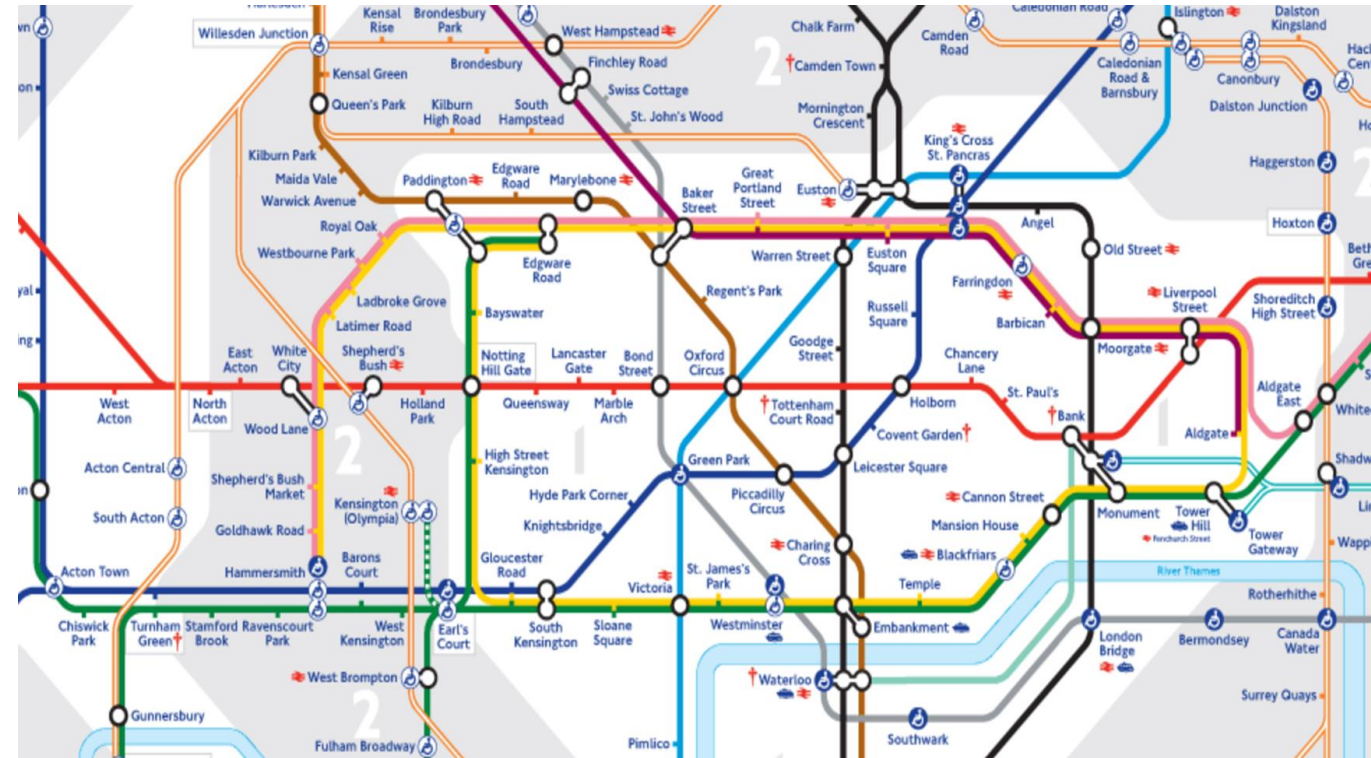 Willesden Junction
Kensal
Rise
Brondesbury
Park
West Hampstead
Chalk Farm
Camden
Road
Caledonian Road
Islington
Dalston
Kingsland
Brondesbury
Finchley Road
Camden Town
Caledonian
Road &
Barnsbury
Canonbury
Kensal Green
Swiss Cottage
2
Queen's Park
Kilburn
High Road
South
Hampstead
St. John's Wood
Mornington
Crescent
Dalston Junction
King's Cross
St. Pancras
Kilburn Park
Maida Vale
Warwick Avenue
Paddington
Edgware
Road
Marylebone
Baker
Street
Great
Portland
Street
Euston
Haggerston
2
Royal Oak
Angel
Hoxton
Westbourne Park
Edgware
Road
Warren Street
Euston
Square
Old Street
Ladbroke Grove
Regent's Park
Farringdon
Liverpool
Street
Shoreditch
High Street
Latimer Road
Bayswater
Russell
Square
Barbican
Moorgate
East
Acton
White
City
Shepherd's
Bush
Notting
Hill Gate
Lancaster
Gate
Bond
Street
Oxford
Circus
Goodge
Street
Chancery
Lane
St. Paul's
Aldgate
East
West
Acton
North
Acton
Holland
Park
Queensway
Marble
Arch
Tottenham
Court Road
Holborn
Bank
Wood Lane
2
1
Covent Garden
1
Aldgate
Acton Central
High Street
Kensington
Green Park
Leicester Square
Shepherd's Bush
Market
Kensington
(Olympia)
Hyde Park Corner
Piccadilly
Circus
Cannon Street
Monument
Tower
Hill
Fenchurch Street
Tower
Gateway
South Acton
Goldhawk Road
Knightsbridge
Mansion House
Charing
Cross
Blackfriars
Acton Town
Hammersmith
Barons
Court
Gloucester
Road
Victoria
St. James's
Park
Temple
River Thames
Rotherhithe
Chiswick
Park
Turnham
Green
Stamford
Brook
Ravenscourt
Park
West
Kensington
Earl's
Court
South
Kensington
Sloane
Square
Westminster
Embankment
London
Bridge
Bermondsey
Canada
Water
West Brompton
Waterloo
2
Surrey Quays
Gunnersbury
Fulham Broadway
Pimlico
Southwark